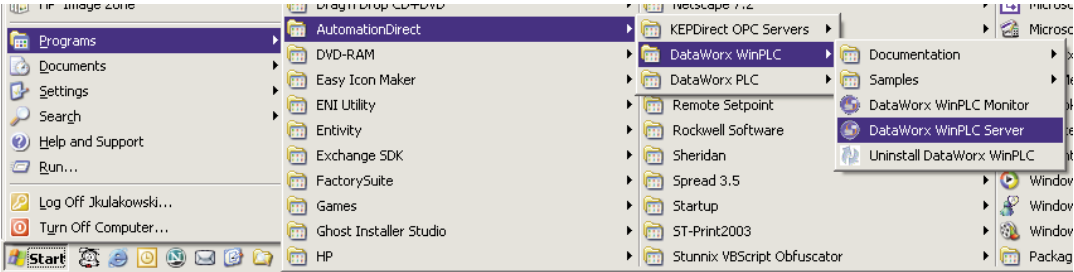 HP Image Zone
Programs
Documents
Settings
Search
Help and Support
Run...
Log Off Jkulakowski...
Turn Off Computer...
Start
Drag'n Drop CD+DVD
AutomationDirect
DVD-RAM
Easy Icon Maker
ENI Utility
Entivity
Exchange SDK
FactorySuite
Games
Ghost Installer Studio
HP
Netscape 7.2
KEPDirect OPC Servers
DataWorx WinPLC
DataWorx PLC
Remote Setpoint
Rockwell Software
Sheridan
Spread 3.5
Startup
ST-Print2003
Stunnix VBScript Obfuscator
Documentation
Samples
DataWorx WinPLC Monitor
DataWorx WinPLC Server
Uninstall DataWorx WinPLC
Microsc
Window
Window
Window
Packag